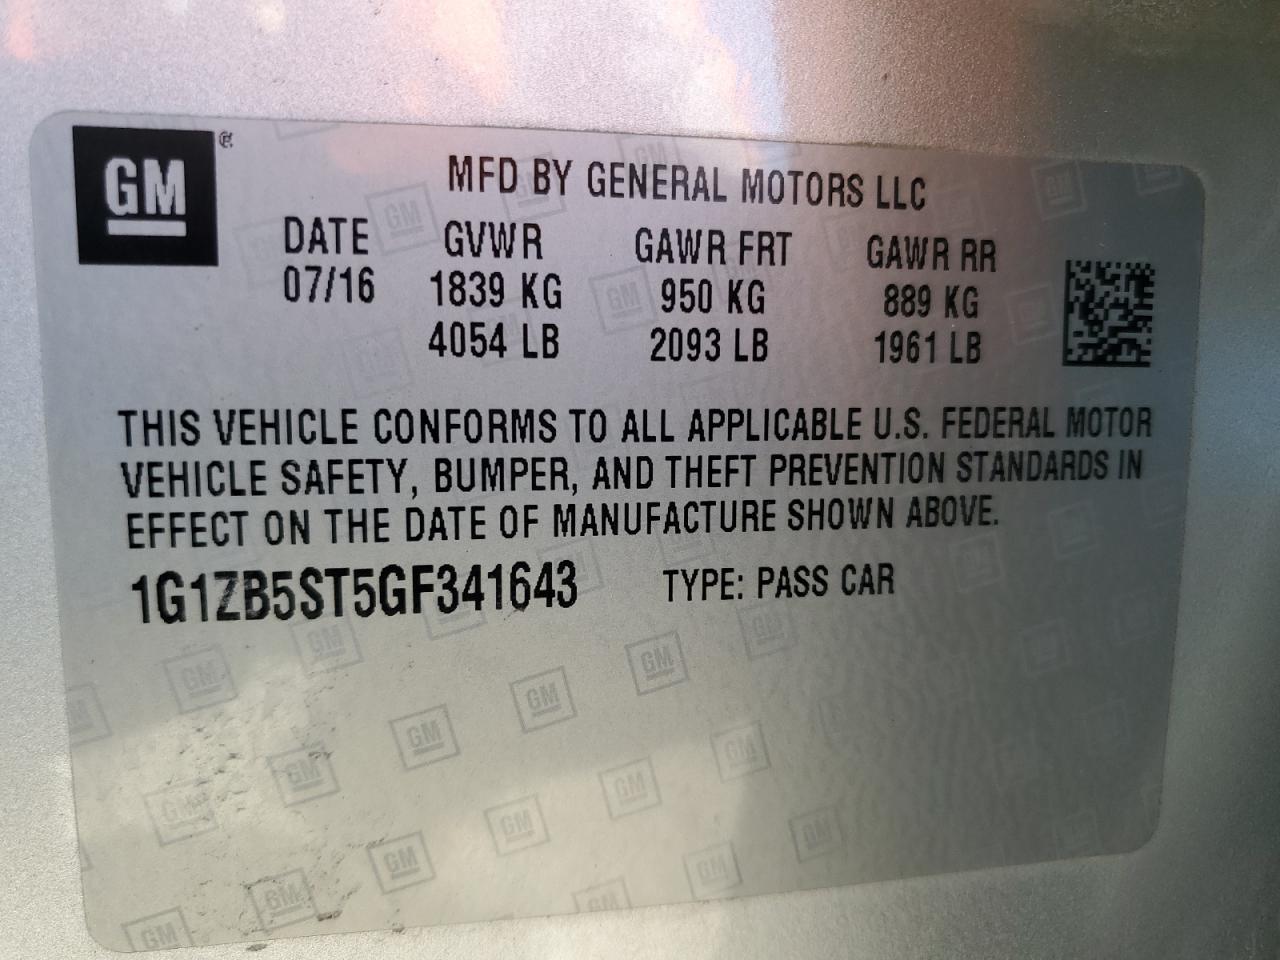 GM
MFD BY GENERAL MOTORS LLC
DATE GVWR GAWR FRT GAWR RR
07/16 1839 KG 950 KG 889 KG
4054 LB 2093 LB 1961 LB
THIS VEHICLE CONFORMS TO ALL APPLICABLE U.S. FEDERAL MOTOR
VEHICLE SAFETY, BUMPER, AND THEFT PREVENTION STANDARDS IN
EFFECT ON THE DATE OF MANUFACTURE SHOWN ABOVE.
1G1ZB5ST5GF341643 TYPE: PASS CAR